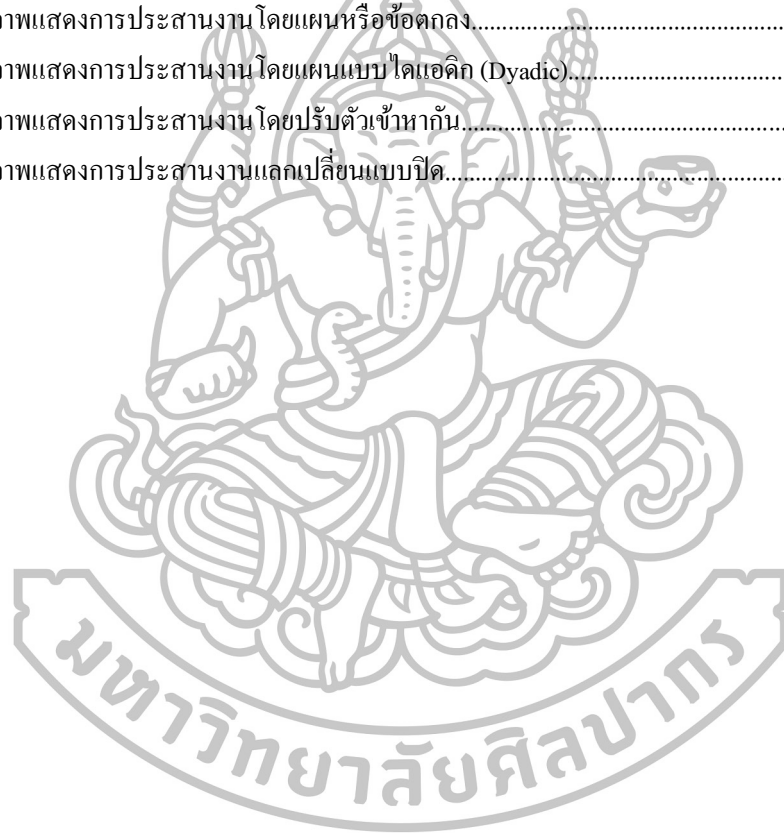 าพแสดงการประสานงานโดยแผนหรือข้อตกลง....................................................
าพแสดงการประสานงานโดยแผนแบบไดแอดิก (Dyadic)....................................
าพแสดงการประสานงานโดยปรับตัวเข้าหากัน......................................................
าพแสดงการประสานงานแลกเปลี่ยนแบบปิด.........................................................
มหาวิทยาลัยศิลปากร